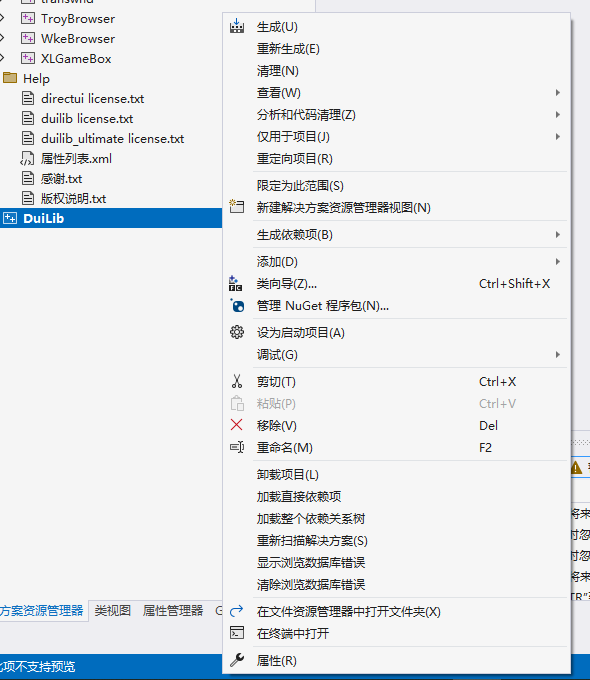 TroyBrowser
WkeBrowser
XLGameBox
Help
directui license.txt
duilib license.txt
duilib_ultimate license.txt
属性列表.xml
感谢.txt
版权说明.txt
DuiLib
生成(U)
重新生成(E)
清理(N)
查看(W)
分析和代码清理(Z)
仅用于项目(J)
重定向项目(R)
限定为此范围(S)
新建解决方案资源管理器视图(N)
生成依赖项(B)
添加(D)
类向导(Z)... Ctrl+Shift+X
管理 NuGet 程序包(N)...
设为启动项目(A)
调试(G)
剪切(T) Ctrl+X
粘贴(P) Ctrl+V
移除(V) Del
重命名(M) F2
卸载项目(L)
加载直接依赖项
加载整个依赖关系树
重新扫描解决方案(S)
显示浏览数据库错误
清除浏览数据库错误
在文件资源管理器中打开文件夹(X)
在终端中打开
属性(R)
将来
时忽
时忽
将来
方案资源管理器 类视图 属性管理器
此项不支持预览